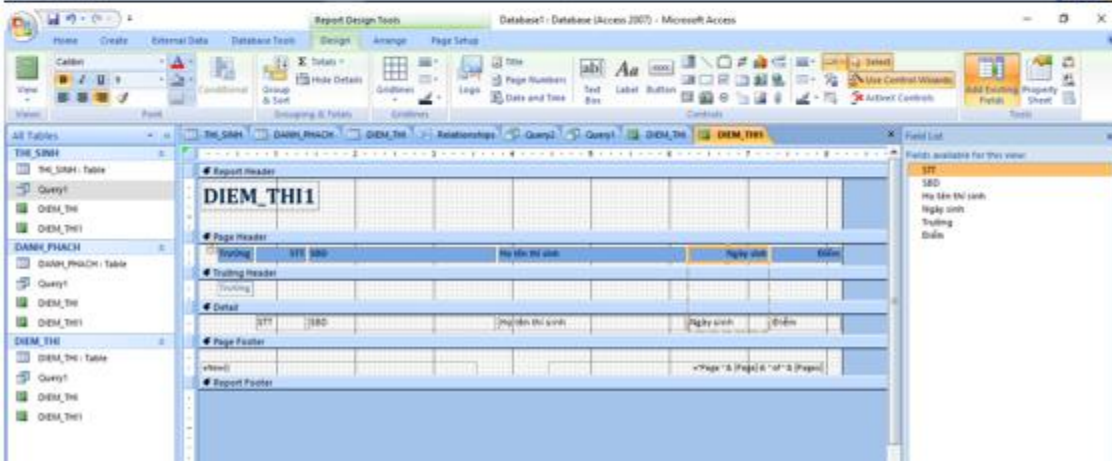 Report Design Tools
Database1 : Database (Access 2007) - Microsoft Access
Home Create External Data Database Tools Design Arrange Page Setup
Calibri
View
Conditional
Group & Sort
Σ Totals
Hide Details
Gridlines
Logo
Title
Page Numbers
Date and Time
Text Box
Label
Button
Select
Use Control Wizards
ActiveX Controls
Add Existing Fields
Property Sheet
Views
Font
Grouping & Totals
Gridlines
Controls
Tools
All Tables
THI_SINH
DANH_PHACH
DIEM_THI
Relationships
Query2
Query1
DIEM_THI
DIEM_THI1
Field List
THI_SINH
THI_SINH : Table
Query1
DIEM_THI
DIEM_THI1
DANH_PHACH
DANH_PHACH : Table
Query1
DIEM_THI
DIEM_THI1
DIEM_THI
DIEM_THI : Table
Query1
DIEM_THI
DIEM_THI1
Report Header
DIEM_THI1
Page Header
Trường STT SBD Họ tên thí sinh Ngày sinh Điểm
Trường Header
Trường
Detail
STT SBD Họ tên thí sinh Ngày sinh Điểm
Page Footer
=Now() ="Page " & [Page] & " of " & [Pages]
Report Footer
Fields available for this view:
STT
SBD
Họ tên thí sinh
Ngày sinh
Trường
Điểm